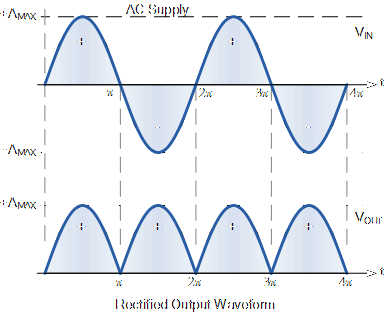 AC Supply
+AMAX
VIN
π 2π 3π 4π t
-AMAX
+AMAX
VOUT
π 2π 3π 4π t
Rectified Output Waveform